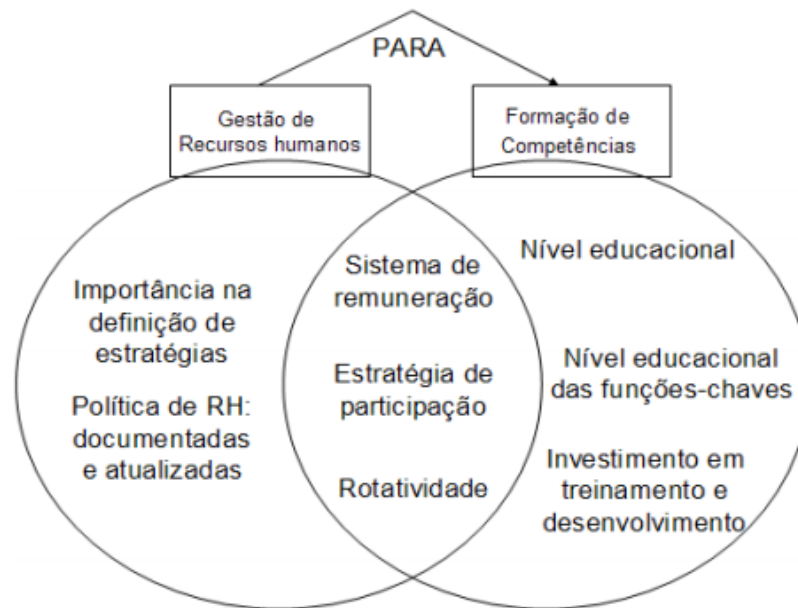 PARA
Gestão de
Recursos humanos
Formação de
Competências
Importância na
definição de
estratégias
Política de RH:
documentadas
e atualizadas
Sistema de
remuneração
Estratégia de
participação
Rotatividade
Nível educacional
Nível educacional
das funções-chaves
Investimento em
treinamento e
desenvolvimento